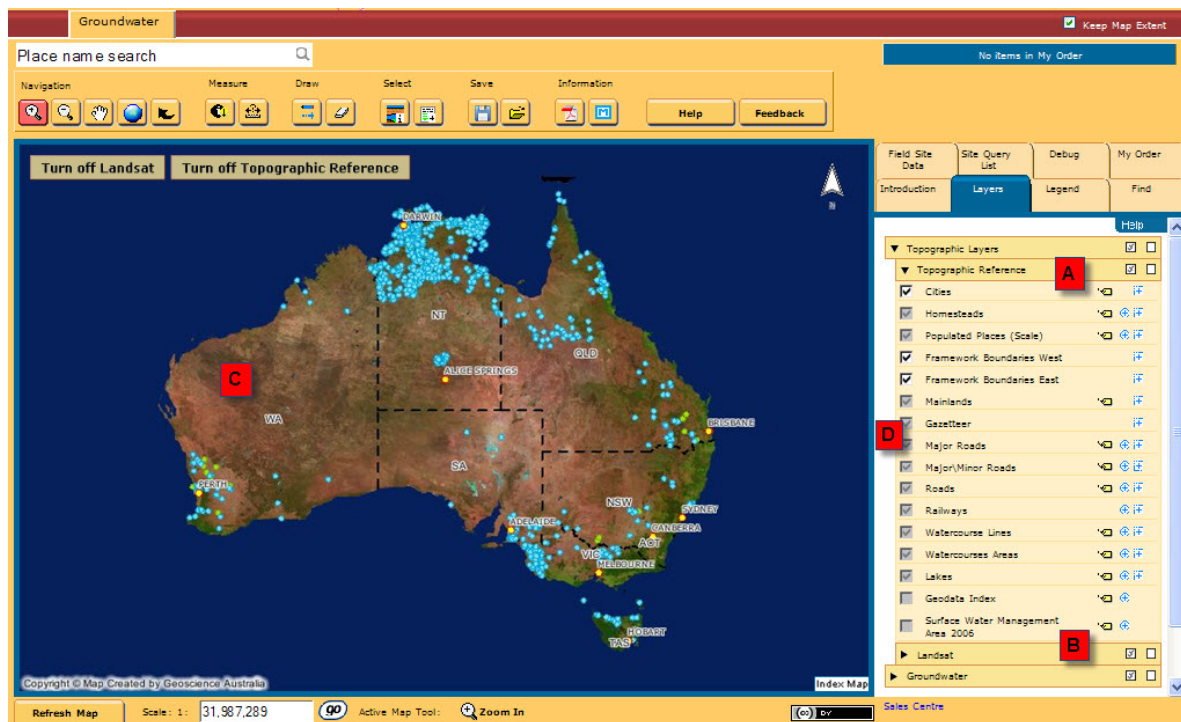 Groundwater
Keep Map Extent
Place name search
No items in My Order
Navigation Measure Draw Select Save Information
Help Feedback
Turn off Landsat Turn off Topographic Reference
N
DARWIN
NT
QLD
ALICE SPRINGS
C
WA
BRISBANE
SA
PERTH
NSW
SYDNEY
ADELAIDE
CANBERRA
ACT
VIC
MELBOURNE
HOBART
TAS
Copyright © Map Created by Geoscience Australia
Index Map
Field Site Data
Site Query List
Debug
My Order
Introduction
Layers
Legend
Find
Help
Topographic Layers
Topographic Reference
A
Cities
Homesteads
Populated Places (Scale)
Framework Boundaries West
Framework Boundaries East
Mainlands
Gazetteer
D
Major Roads
Major\Minor Roads
Roads
Railways
Watercourse Lines
Watercourses Areas
Lakes
Geodata Index
Surface Water Management
Area 2006
B
Landsat
Groundwater
Refresh Map Scale: 1: 31,987,289 go Active Map Tool: Zoom In
(cc) BY
Sales Centre